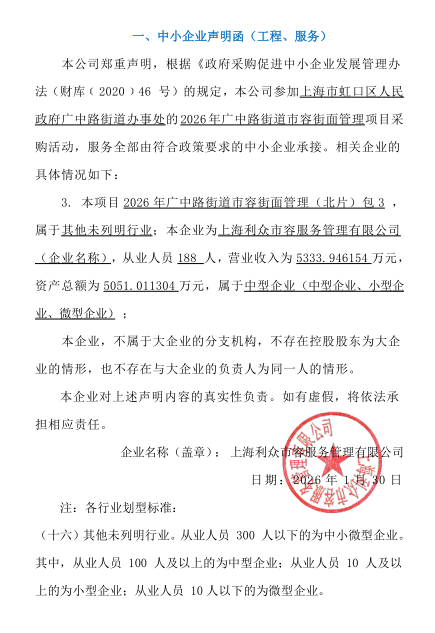 一、中小企业声明函（工程、服务）
本公司郑重声明，根据《政府采购促进中小企业发展管理办
法（财库﹝2020﹞46 号）的规定，本公司参加上海市虹口区人民
政府广中路街道办事处的2026年广中路街道市容街面管理项目采
购活动，服务全部由符合政策要求的中小企业承接。相关企业的
具体情况如下：
3. 本项目 2026 年广中路街道市容街面管理（北片）包 3 ，
属于其他未列明行业；本企业为上海利众市容服务管理有限公司
（企业名称），从业人员 188 人，营业收入为 5333.946154 万元，
资产总额为 5051.011304 万元，属于中型企业（中型企业、小型企
业、微型企业）；
本企业，不属于大企业的分支机构，不存在控股股东为大企
业的情形，也不存在与大企业的负责人为同一人的情形。
本企业对上述声明内容的真实性负责。如有虚假，将依法承
担相应责任。
企业名称（盖章）：上海利众市容服务管理有限公司
日期：2026 年 1 月 30 日
上海利众市容服务管理有限公司
注：各行业划型标准：
（十六）其他未列明行业。从业人员 300 人以下的为中小微型企业。
其中，从业人员 100 人及以上的为中型企业；从业人员 10 人及以
上的为小型企业；从业人员 10 人以下的为微型企业。